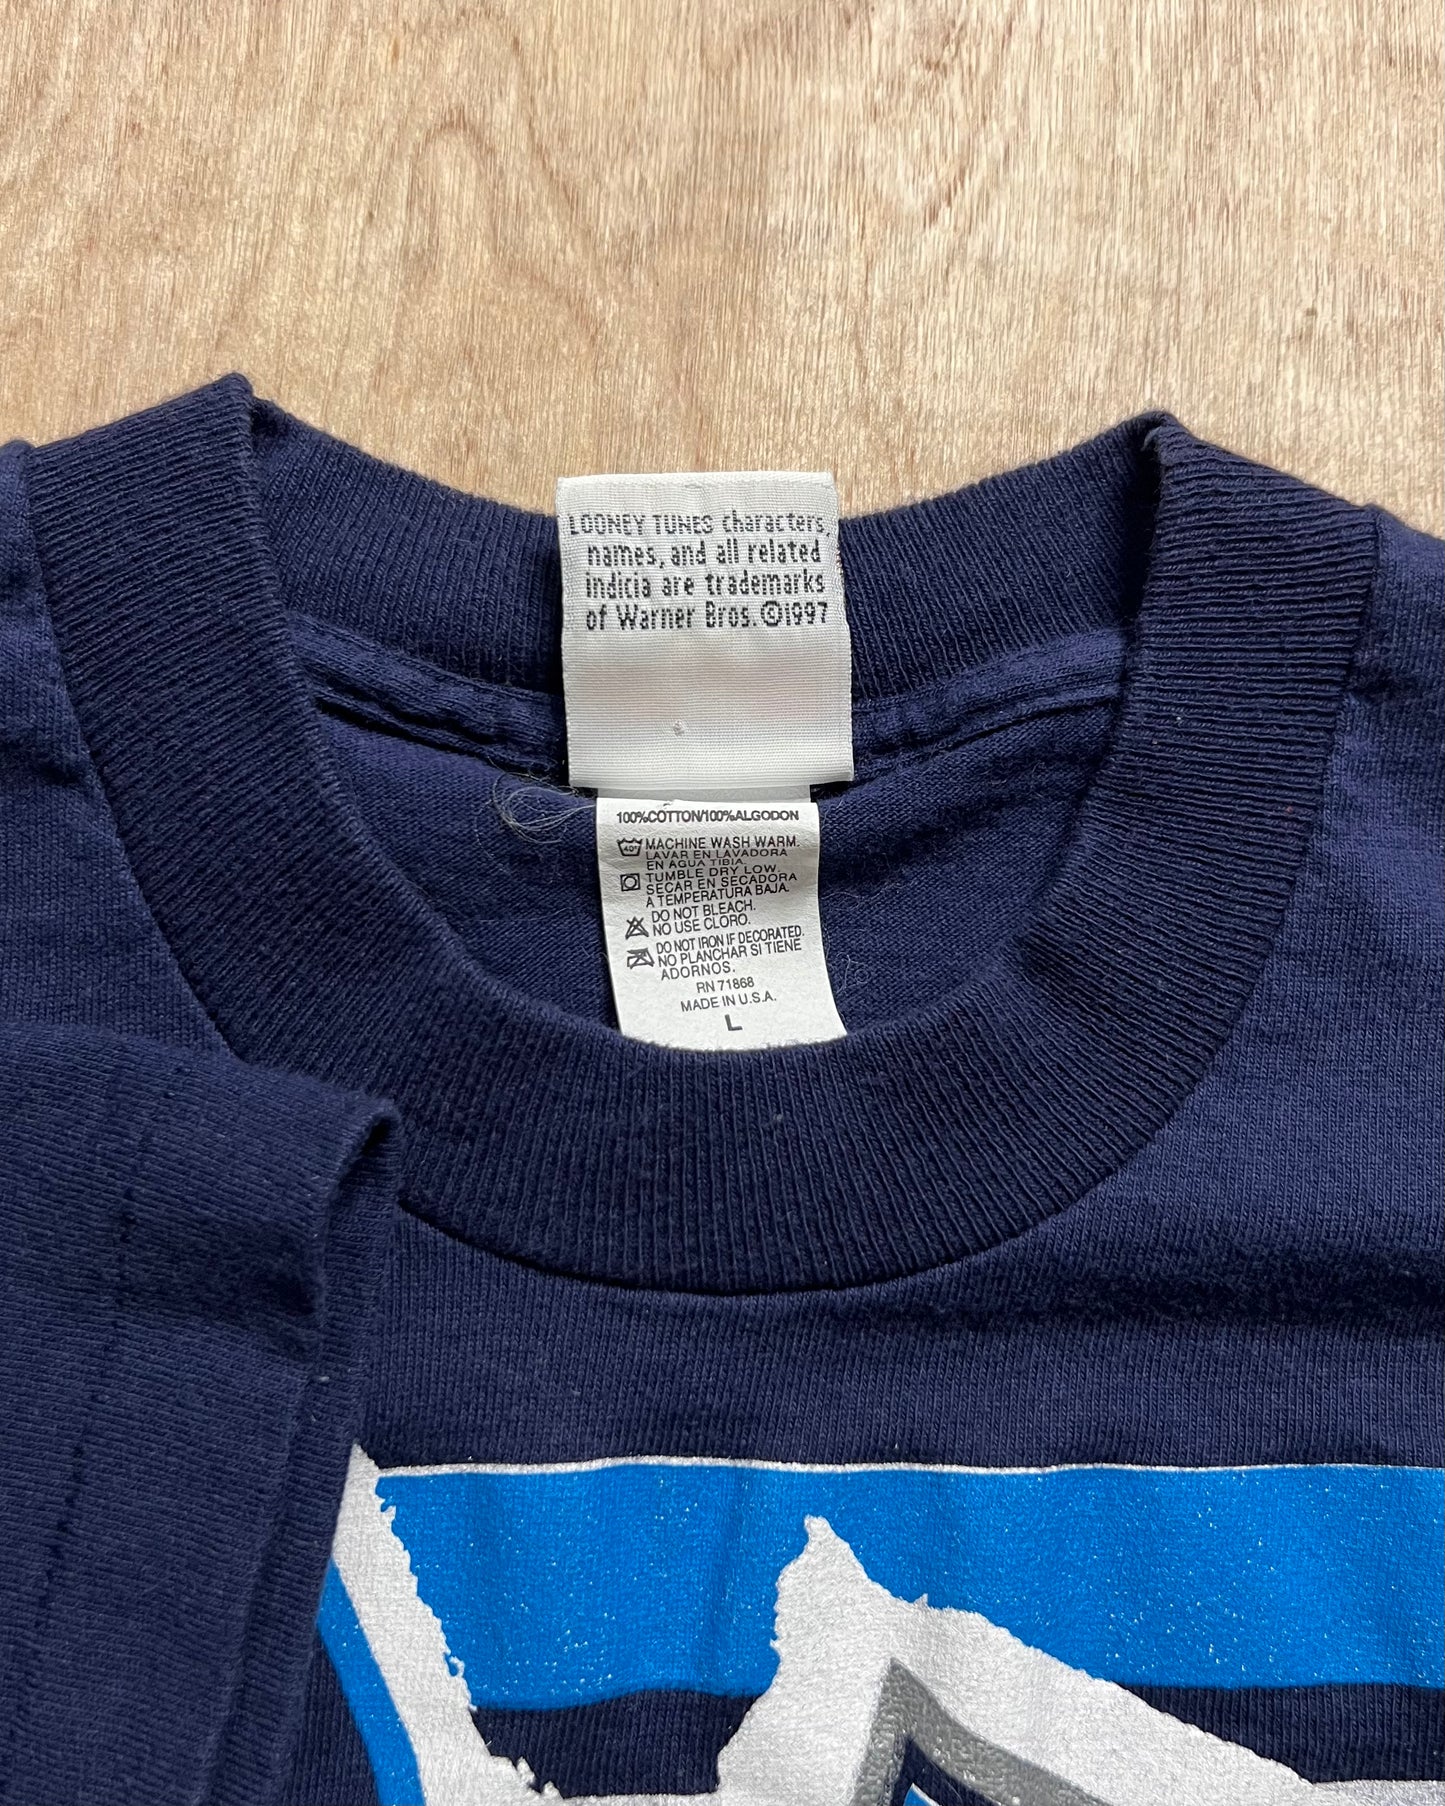 LOONEY TUNES characters,
names, and all related
indicia are trademarks
of Warner Bros. ©1997
100%COTTON/100%ALGODON
40°
MACHINE WASH WARM.
LAVAR EN LAVADORA
EN AGUA TIBIA.
TUMBLE DRY LOW
SECAR EN SECADORA
A TEMPERATURA BAJA.
DO NOT BLEACH.
NO USE CLORO.
DO NOT IRON IF DECORATED.
NO PLANCHAR SI TIENE
ADORNOS.
RN 71868
MADE IN U.S.A.
L